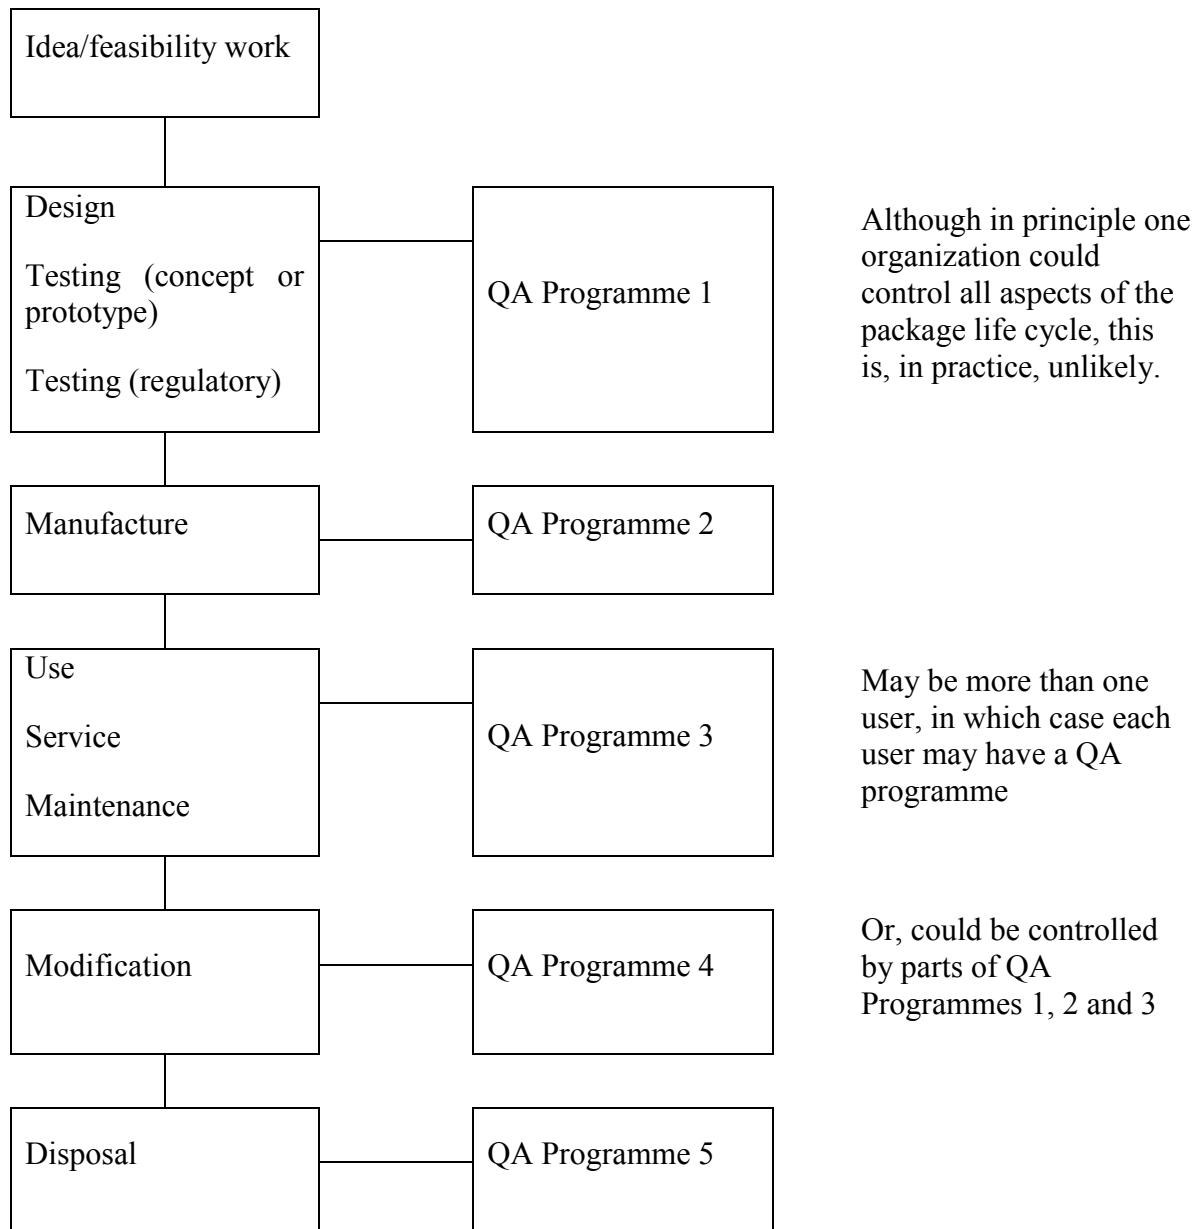 Idea/feasibility work
Design
Testing (concept or
prototype)
Testing (regulatory)
QA Programme 1
Although in principle one
organization could
control all aspects of the
package life cycle, this
is, in practice, unlikely.
Manufacture
QA Programme 2
Use
Service
Maintenance
QA Programme 3
May be more than one
user, in which case each
user may have a QA
programme
Modification
QA Programme 4
Or, could be controlled
by parts of QA
Programmes 1, 2 and 3
Disposal
QA Programme 5